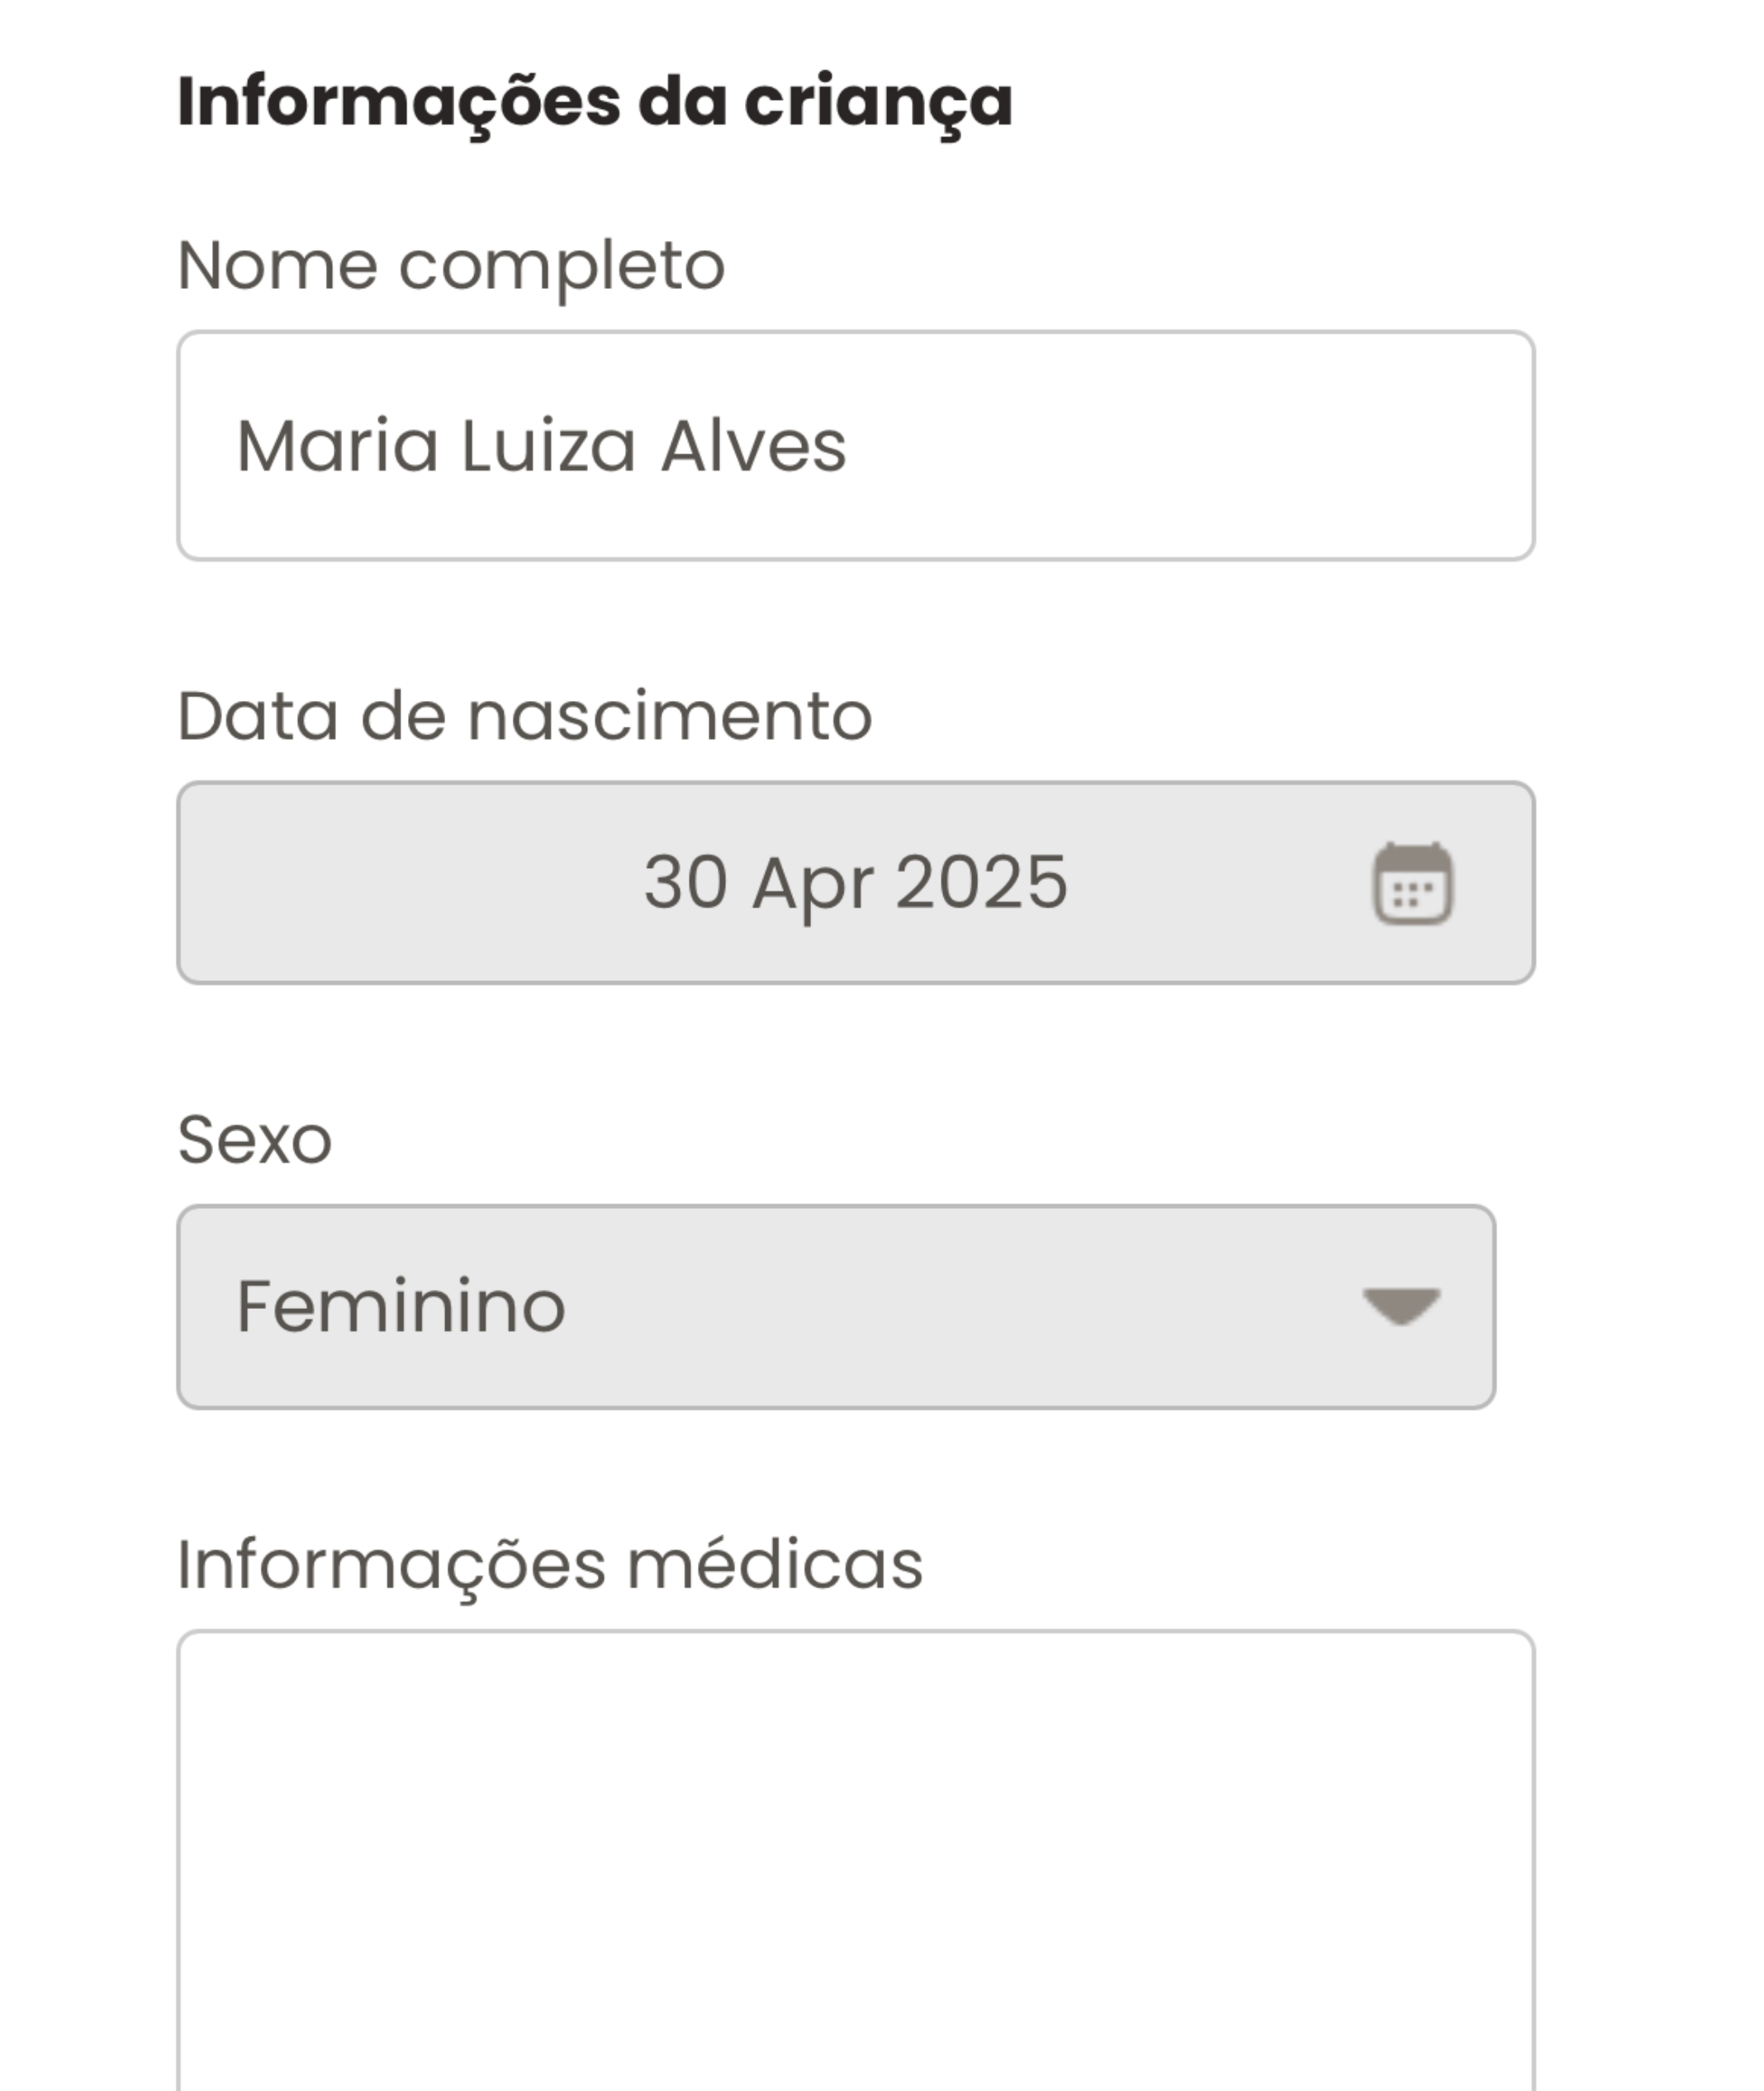 Informações da criança
Nome completo
Maria Luiza Alves
Data de nascimento
30 Apr 2025
Sexo
Feminino
Informações médicas